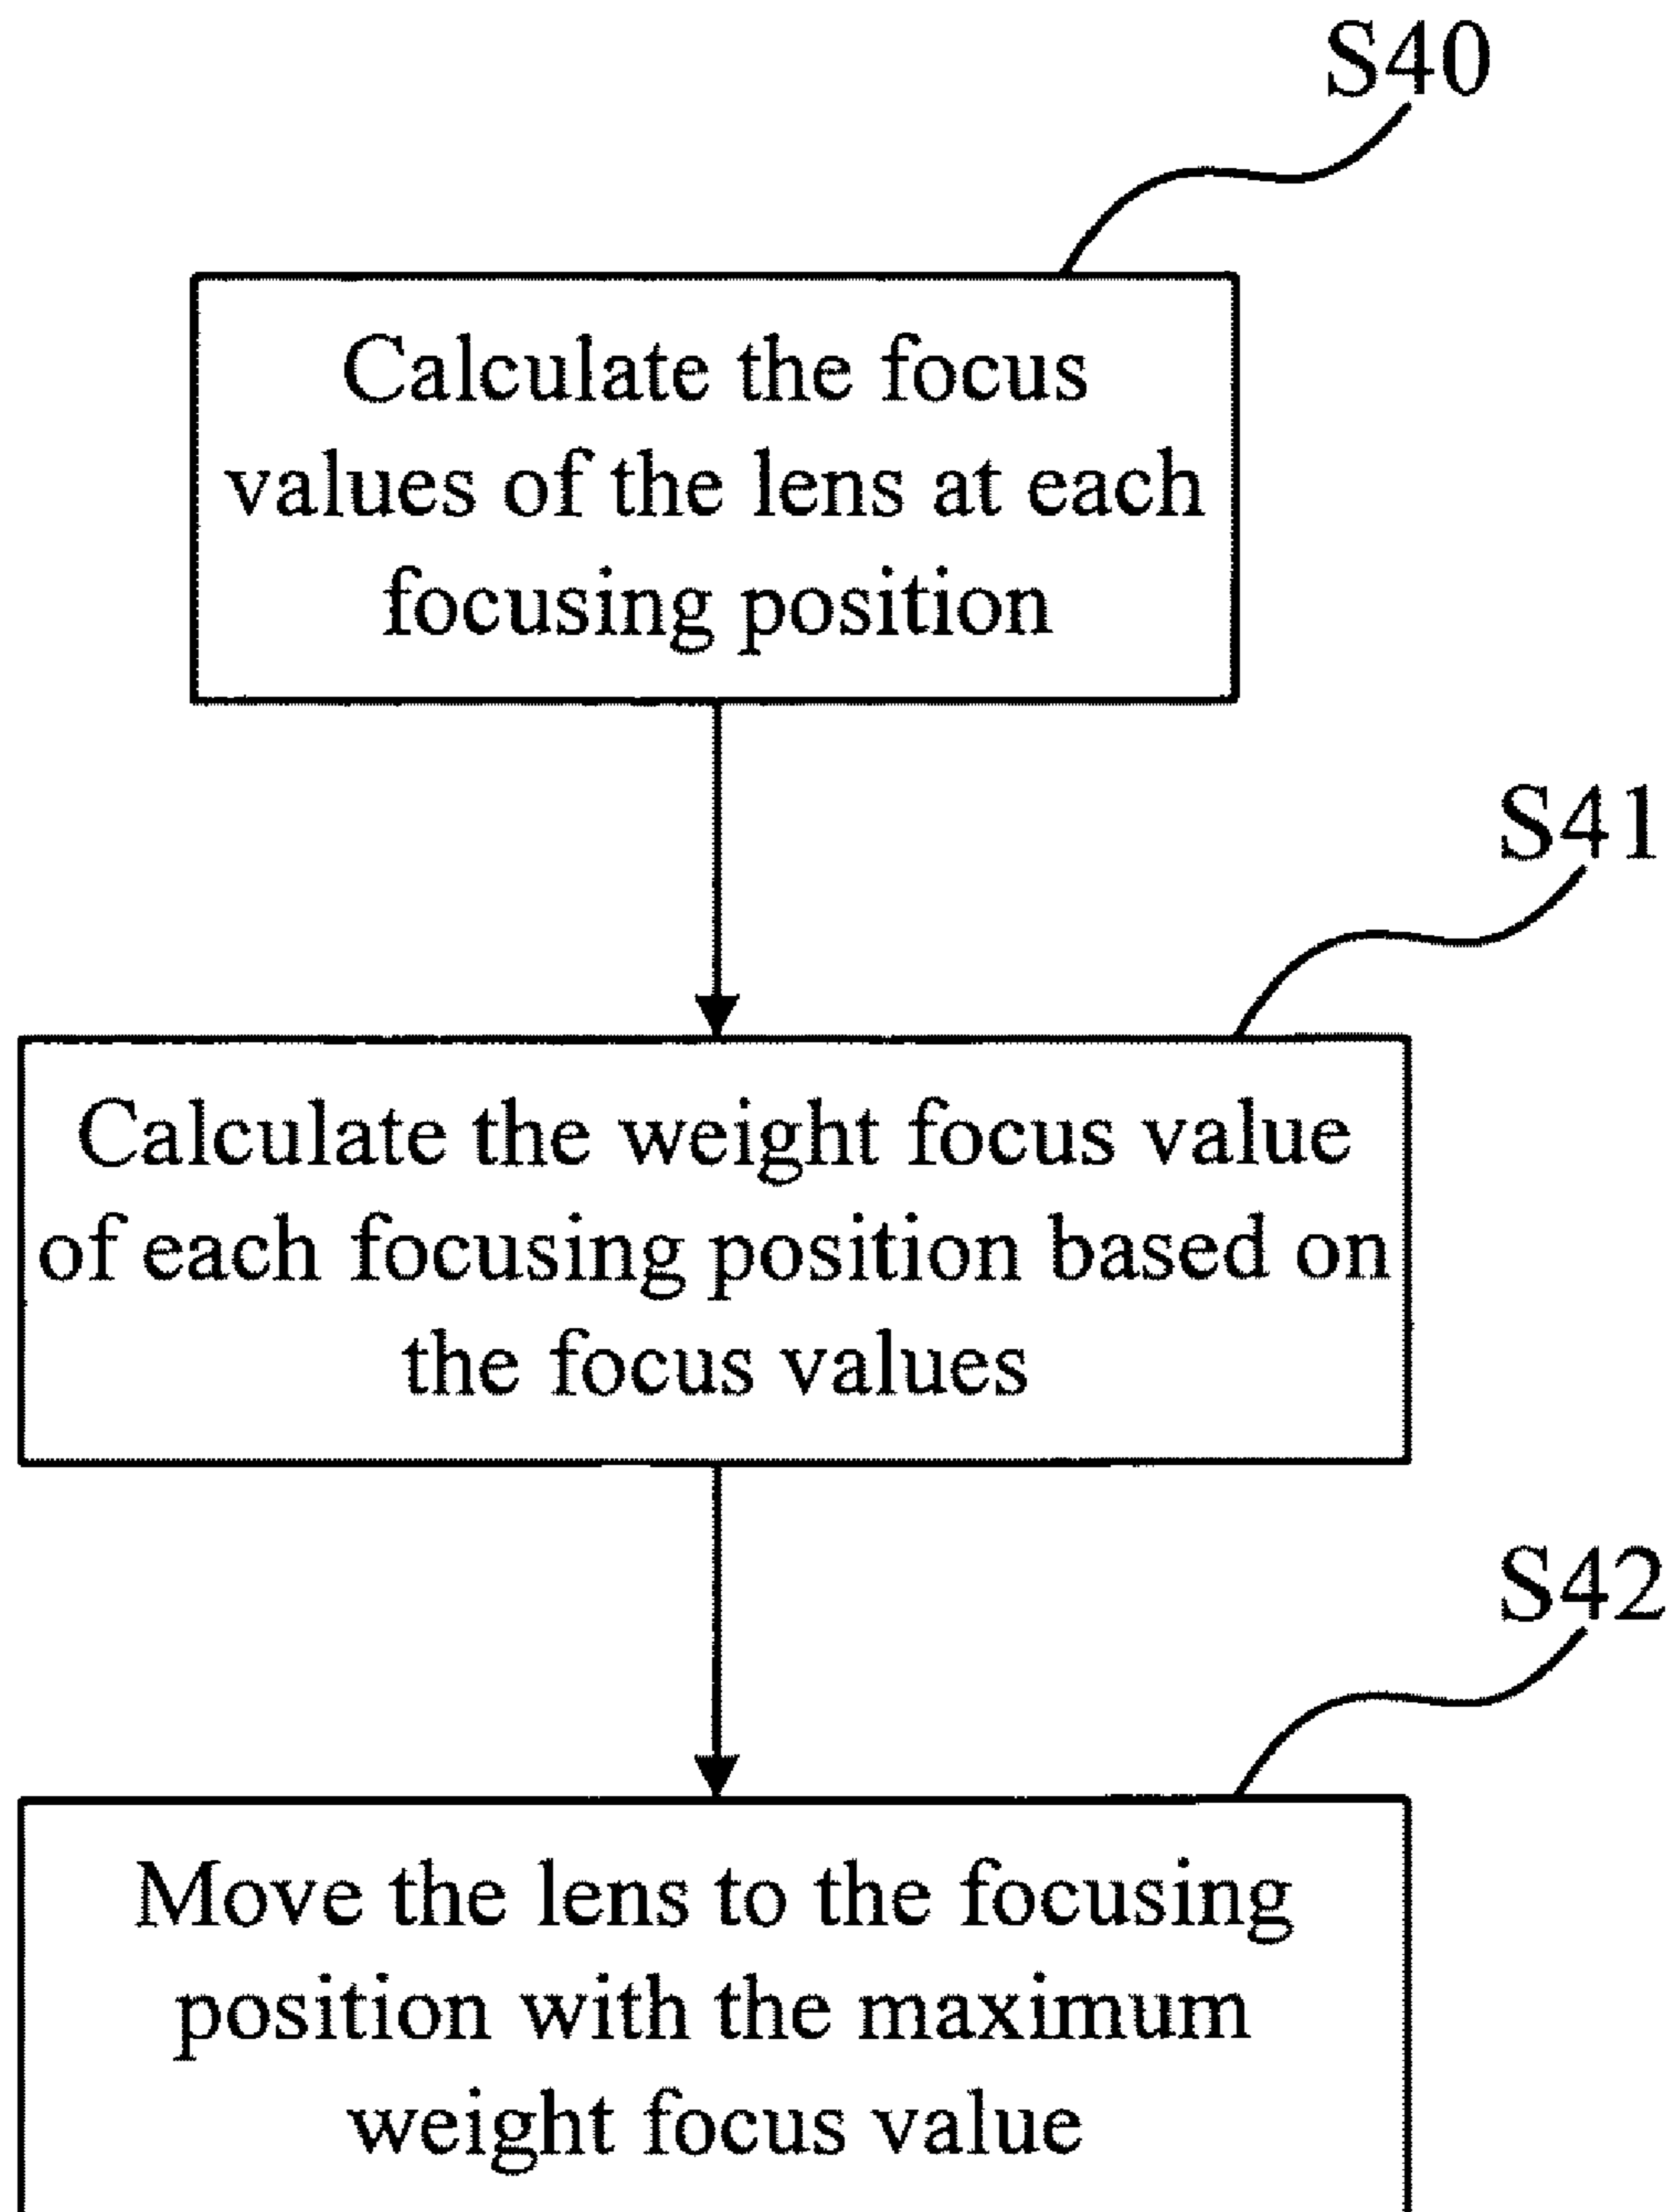 S40
Calculate the focus
values of the lens at each
focusing position
S41
Calculate the weight focus value
of each focusing position based on
the focus values
S42
Move the lens to the focusing
position with the maximum
weight focus value